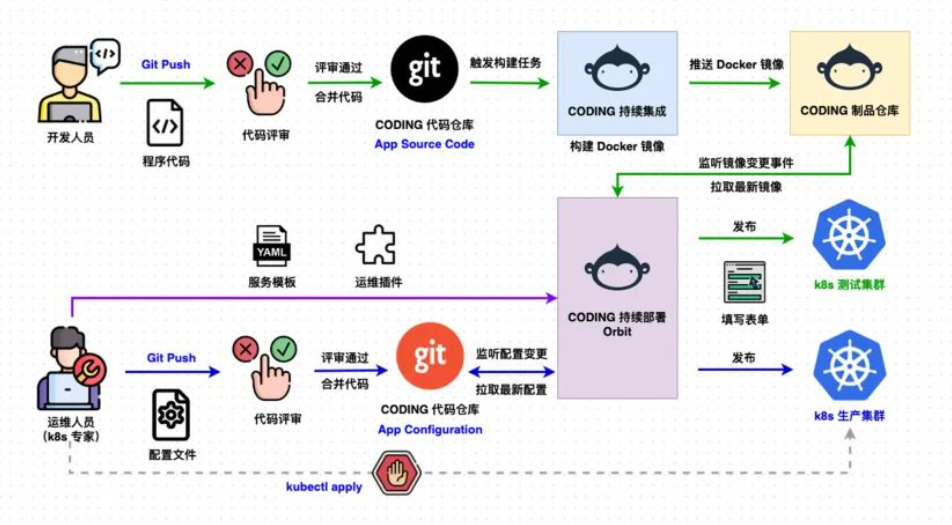 </>
Git Push
评审通过
合并代码
git
触发构建任务
推送 Docker 镜像
CODING 持续集成
CODING 制品仓库
</>
开发人员
程序代码
代码评审
CODING 代码仓库
App Source Code
构建 Docker 镜像
监听镜像变更事件
拉取最新镜像
YAML
服务模板
运维插件
发布
k8s 测试集群
CODING 持续部署
Orbit
填写表单
Git Push
评审通过
合并代码
git
监听配置变更
拉取最新配置
发布
运维人员
（k8s 专家）
配置文件
代码评审
CODING 代码仓库
App Configuration
k8s 生产集群
kubectl apply